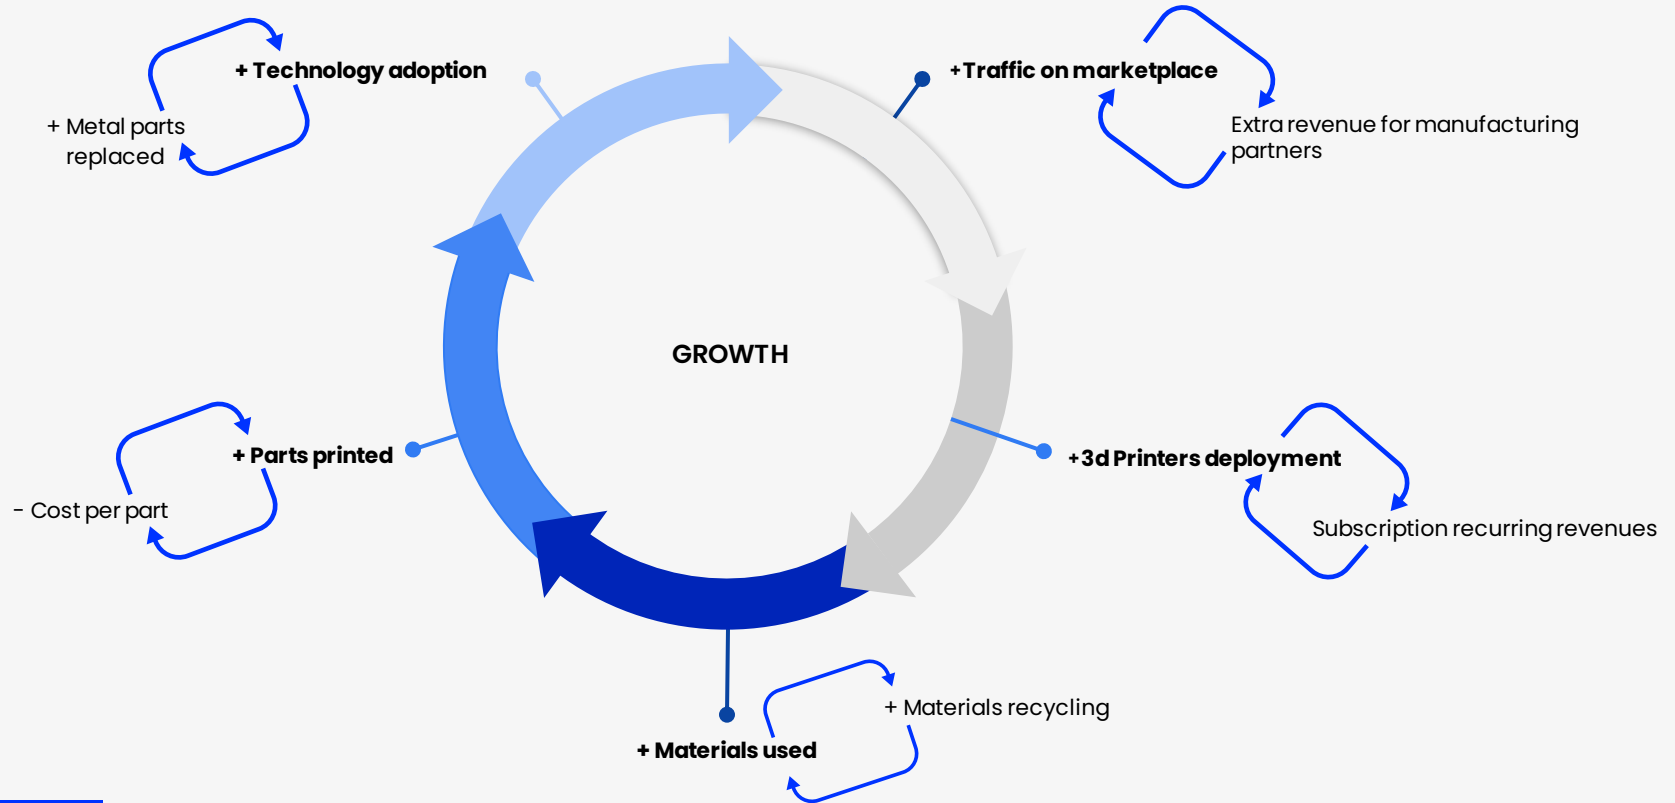 + Technology adoption
+ Metal parts
replaced
+Traffic on marketplace
Extra revenue for manufacturing
partners
GROWTH
+ Parts printed
- Cost per part
+3d Printers deployment
Subscription recurring revenues
+ Materials recycling
+ Materials used